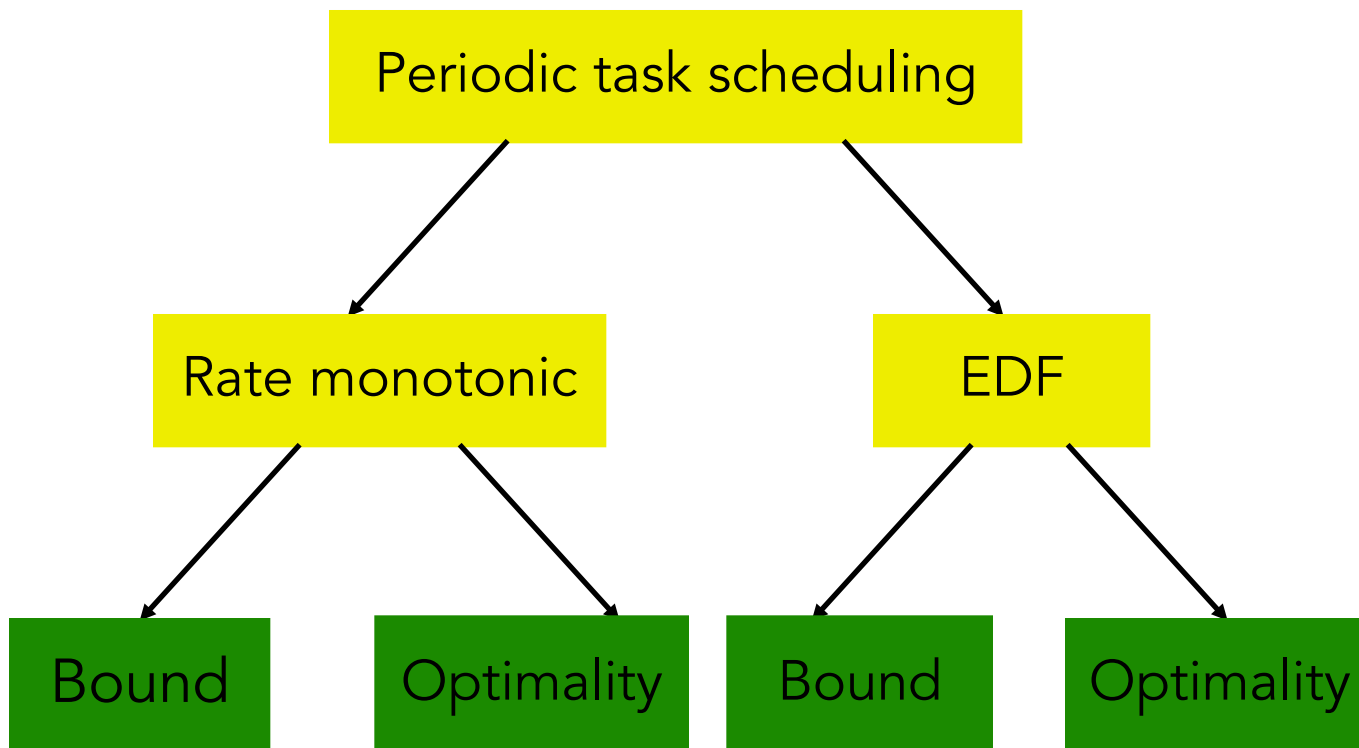 Periodic task scheduling
Rate monotonic
EDF
Bound
Optimality
Bound
Optimality